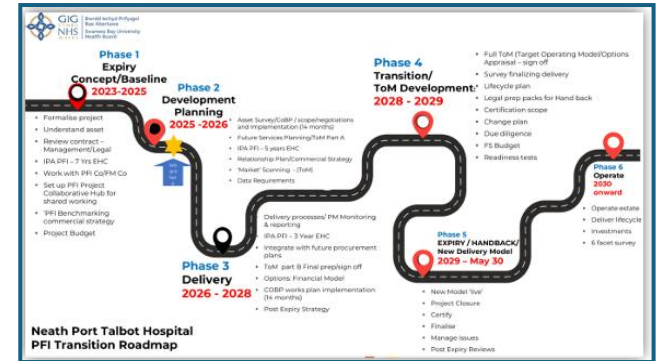 GIG
CYMRU
NHS
WALES
Bwrdd Iechyd Prifysgol
Bae Abertawe
Swansea Bay University
Health Board
Phase 1
Expiry
Concept/Baseline
2023-2025
• Formalise project
• Understand asset
• Review contract –
Management/Legal
• IPA PFI – 7 Yrs EHC
• Work with PFI Co/FM Co
• Set up PFI Project
Collaborative Hub for
shared working
• 'PFI Benchmarking
commercial strategy
• Project Budget
Phase 2
Development
Planning
2025 -2026
• Asset Survey/CoBP / scope/negotiations
and implementation (14 months)
• Future Services Planning/ToM Part A
• IPA PFI – 5 years EHC
• Relationship Plan/Commercial Strategy
• 'Market' Scanning - (ToM)
• Data Requirements
Phase 3
Delivery
2026 - 2028
• Delivery processes/ PM Monitoring
& reporting
• IPA PFI – 3 Year EHC
• Integrate with future procurement
plans
• ToM part B Final prep/sign off
• Options: Financial Model
• COBP works plan implementation
(14 months)
• Post Expiry Strategy
Phase 4
Transition/
ToM Development:
2028 - 2029
• Full ToM (Target Operating Model/Options
Appraisal – sign off
• Survey finalizing delivery
• Lifecycle plan
• Legal prep packs for Hand back
• Certification scope
• Change plan
• Due diligence
• FS Budget
• Readiness tests
Phase 5
EXPIRY / HANDBACK/
New Delivery Model
2029 – May 30
• New Model 'live'
• Project Closure
• Certify
• Finalise
• Manage issues
• Post Expiry Reviews
Phase 6
Operate
2030
onward
• Operate estate
• Deliver lifecycle
• Investments
• 6 facet survey
Neath Port Talbot Hospital
PFI Transition Roadmap